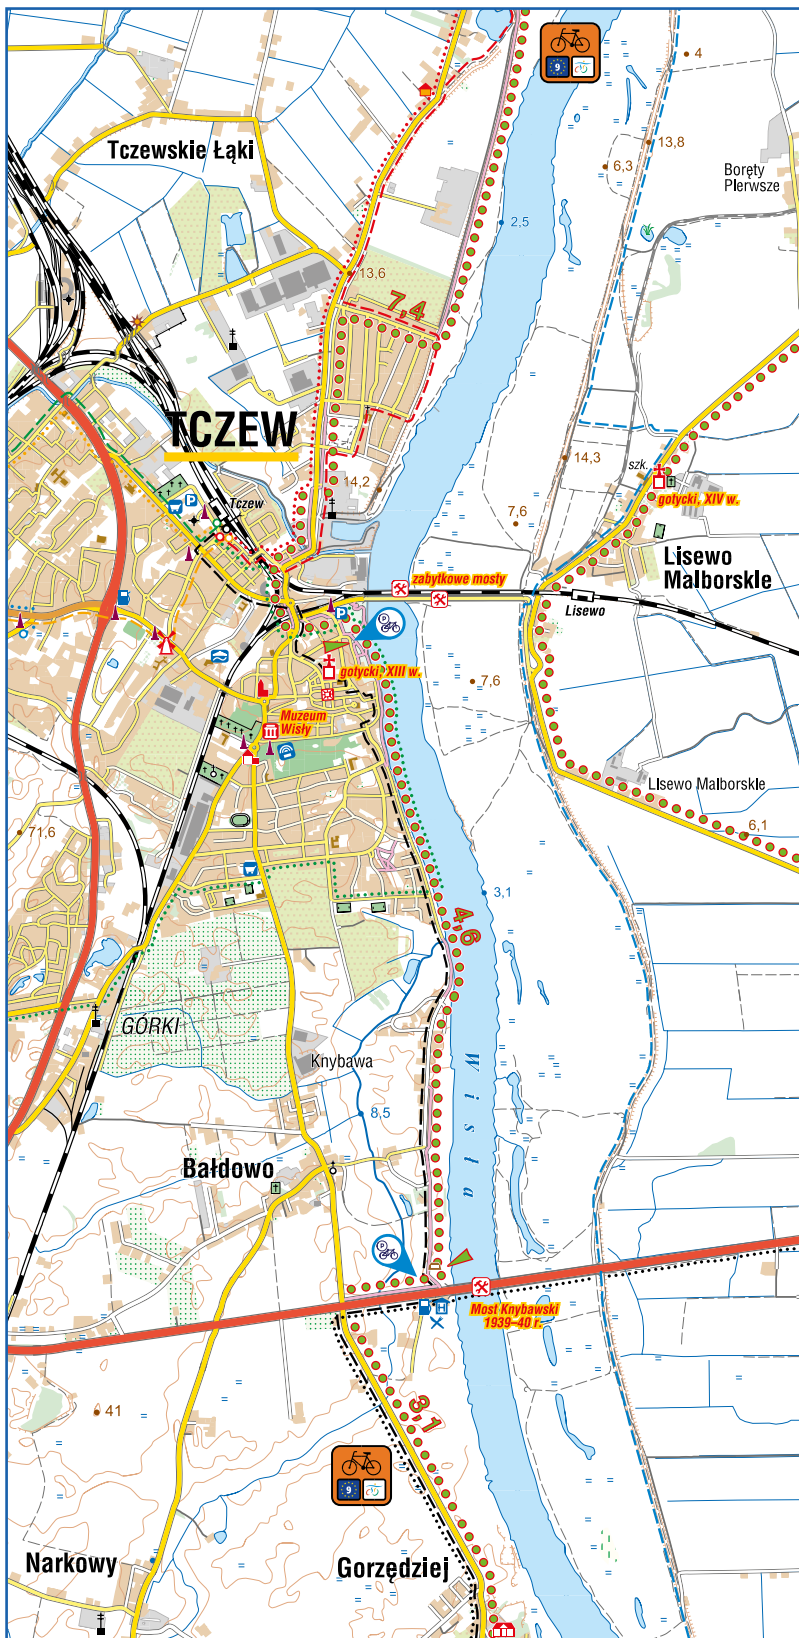 9
4
13,8
Tczewskie Łąki
6,3
Boręty
Pierwsze
2,5
13,6
7,4
TCZEW
14,3
szk.
14,2
gotycki, XIV w.
P
Tczew
7,6
Lisewo
Malborskie
zabytkowe mosty
Lisewo
P
P
gotycki, XIII w.
7,6
Muzeum
Wisły
Lisewo Malborskie
6,1
71,6
3,1
4,6
GÓRKI
Knybawa
Wisła
8,5
Bałdowo
P
H
Most Knybawski
1939–40 r.
3,1
41
9
Narkowy
Gorzędziej